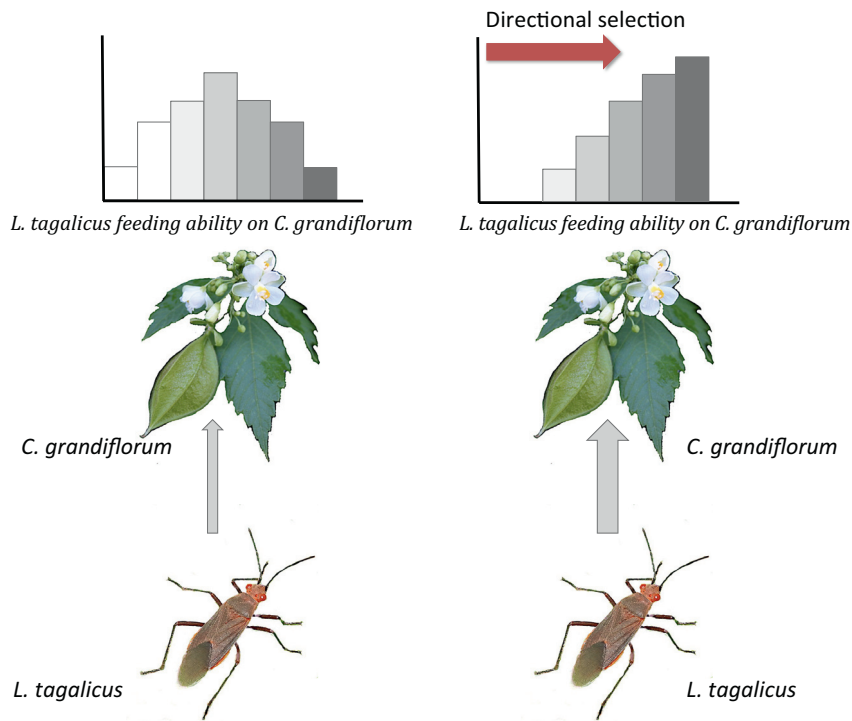 Directional selection
L. tagalicus feeding ability on C. grandiflorum
L. tagalicus feeding ability on C. grandiflorum
C. grandiflorum
C. grandiflorum
L. tagalicus
L. tagalicus